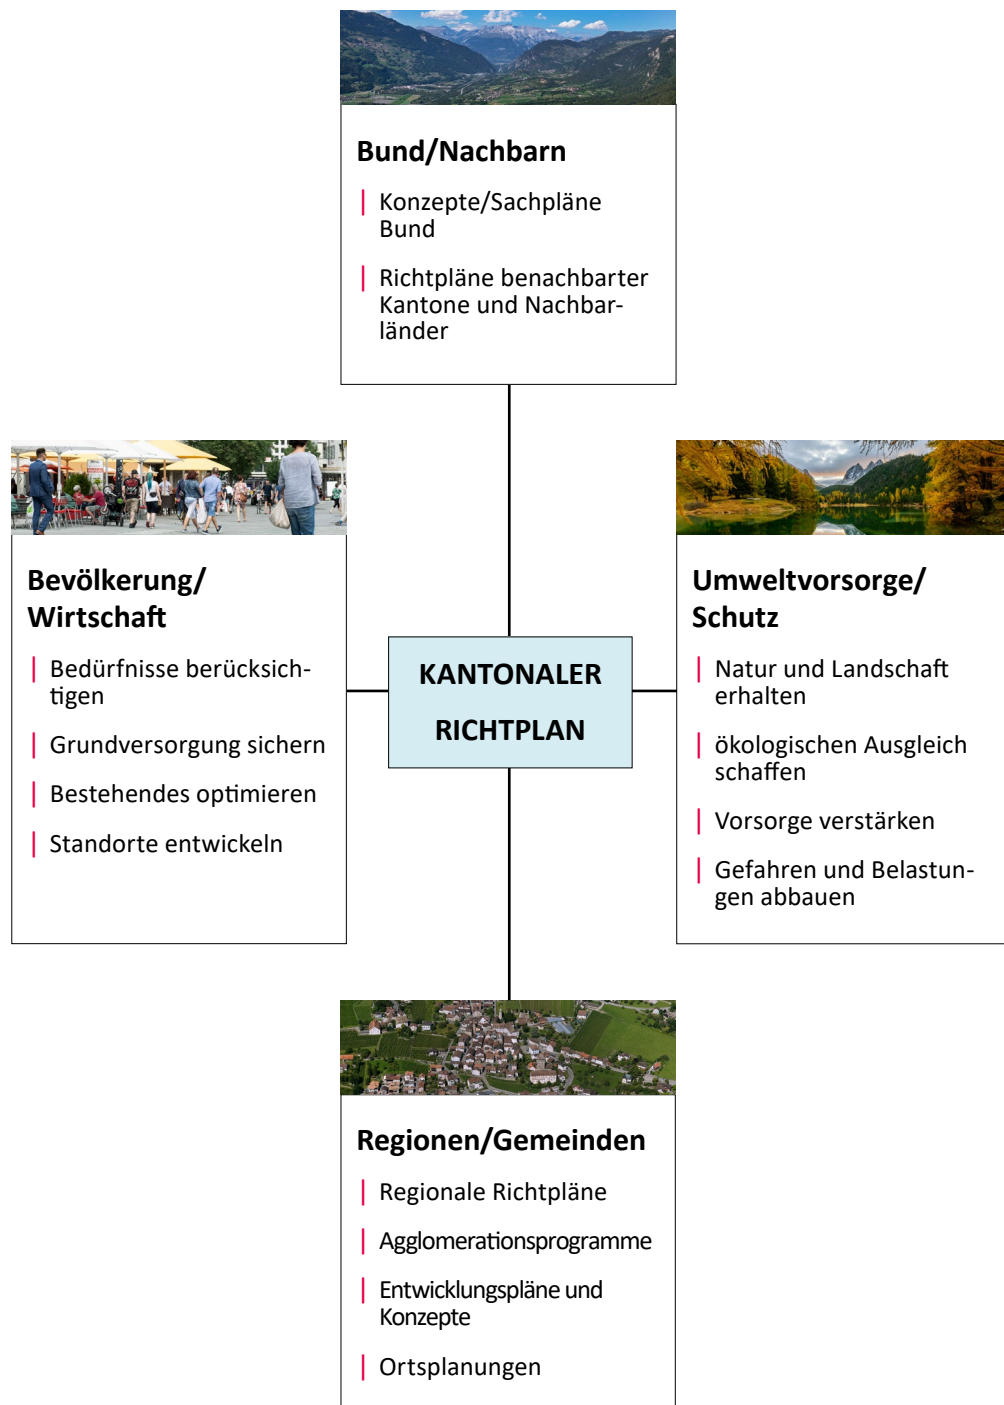 Bund/Nachbarn
Konzepte/Sachpläne
Bund
Richtpläne benachbarter
Kantone und Nachbar-
länder
Bevölkerung/
Wirtschaft
Bedürfnisse berücksich-
tigen
Grundversorgung sichern
Bestehendes optimieren
Standorte entwickeln
KANTONALER
RICHTPLAN
Umweltvorsorge/
Schutz
Natur und Landschaft
erhalten
ökologischen Ausgleich
schaffen
Vorsorge verstärken
Gefahren und Belastun-
gen abbauen
Regionen/Gemeinden
Regionale Richtpläne
Agglomerationsprogramme
Entwicklungspläne und
Konzepte
Ortsplanungen